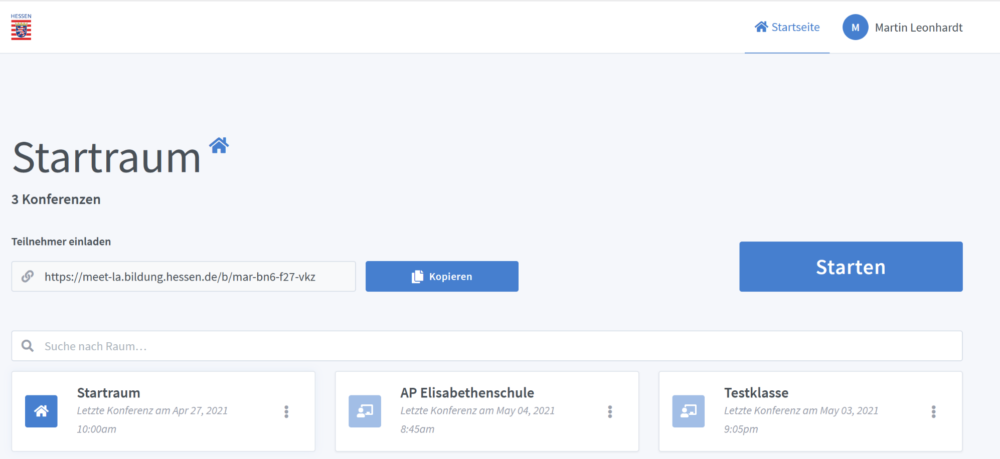 HESSEN
Startseite
M
Martin Leonhardt
Startraum
3 Konferenzen
Teilnehmer einladen
https://meet-la.bildung.hessen.de/b/mar-bn6-f27-vkz
Kopieren
Starten
Suche nach Raum…
Startraum
Letzte Konferenz am Apr 27, 2021
10:00am
AP Elisabethenschule
Letzte Konferenz am May 04, 2021
8:45am
Testklasse
Letzte Konferenz am May 03, 2021
9:05pm